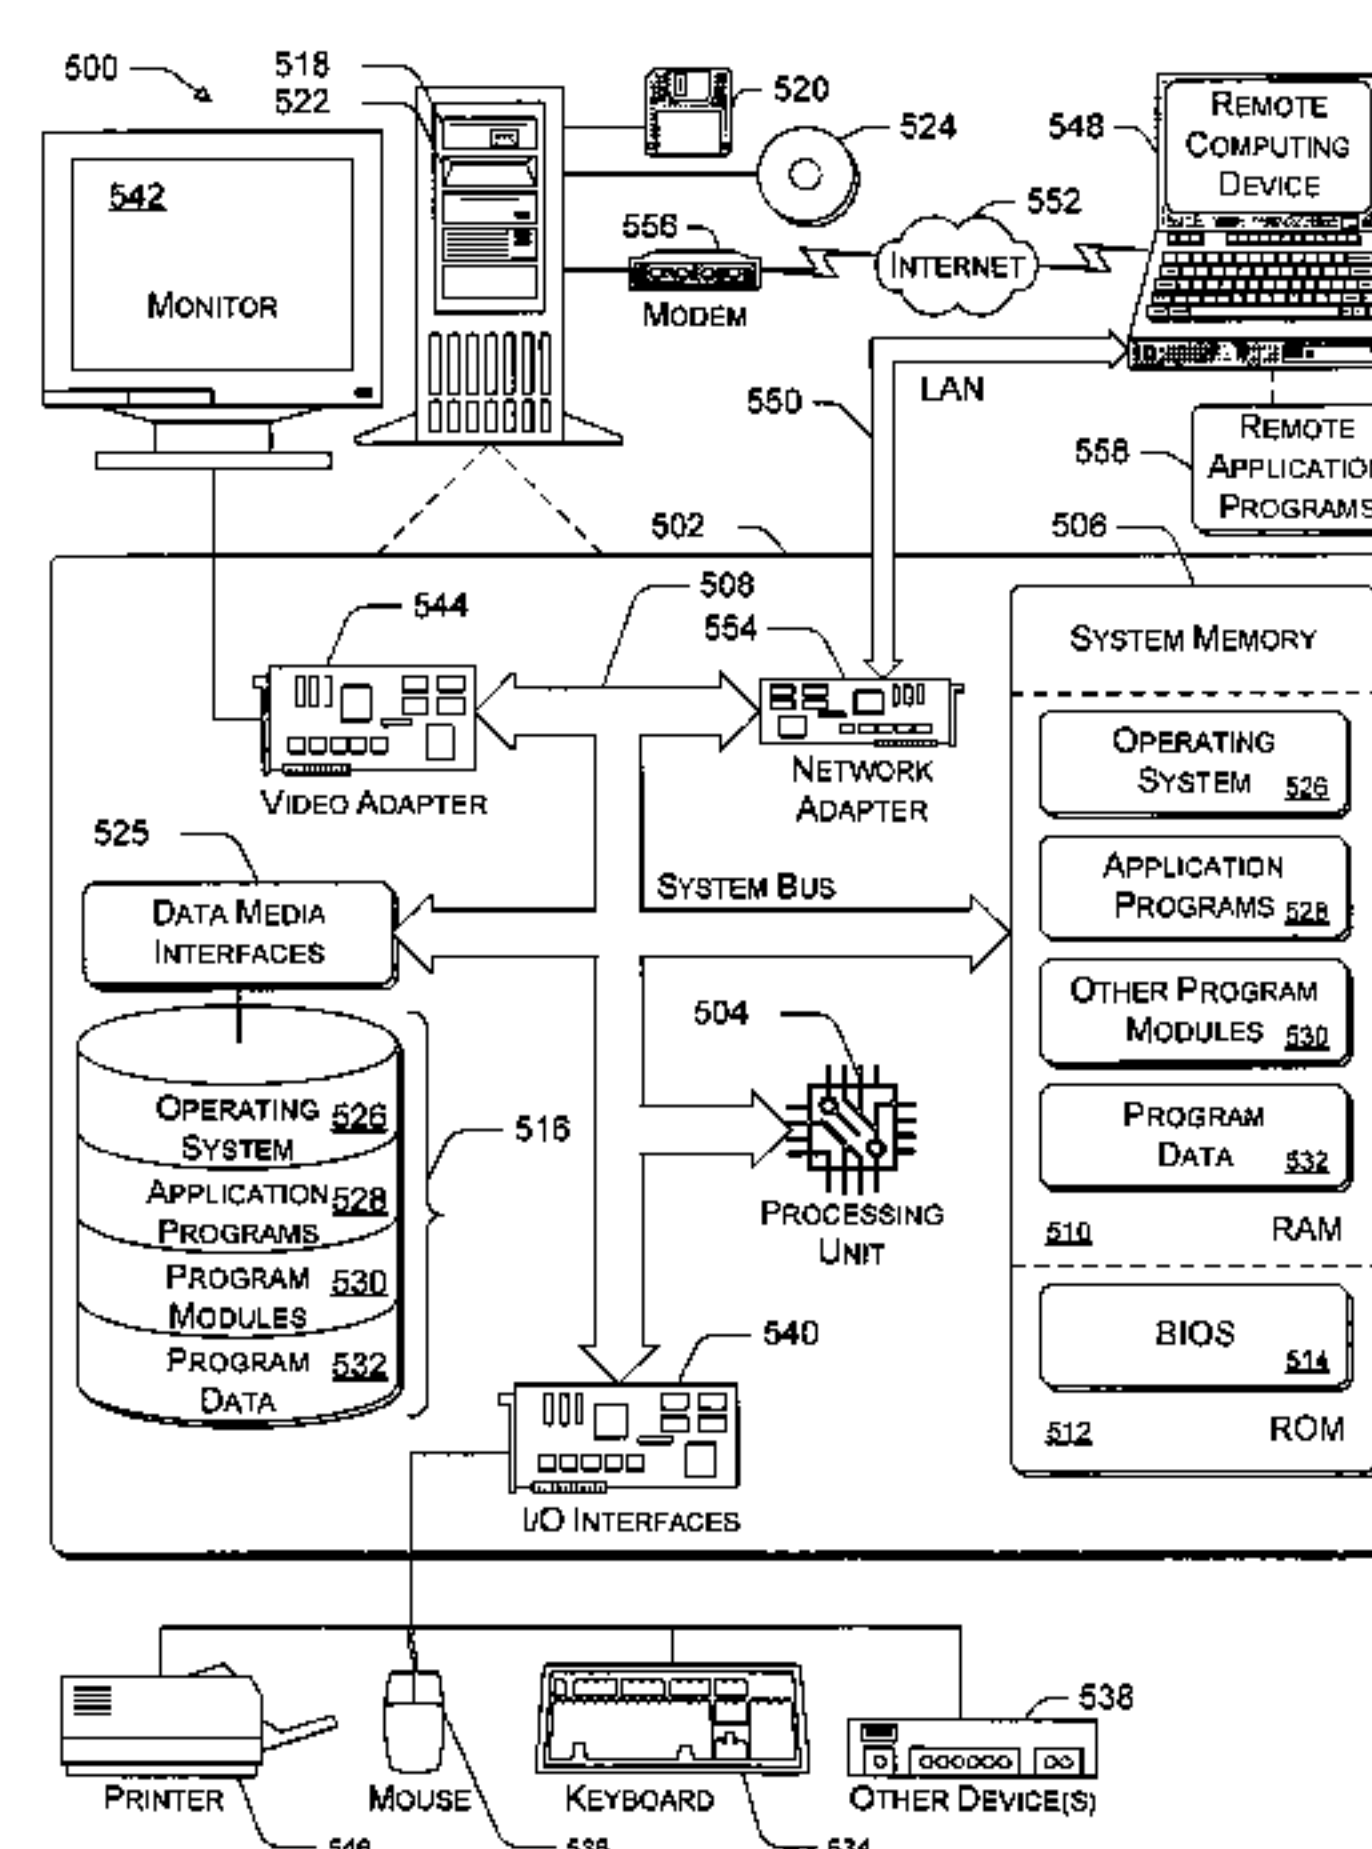 500
518
522
520
524
548
REMOTE
COMPUTING
DEVICE
542
MONITOR
556
MODEM
552
INTERNET
550
LAN
558
REMOTE
PROGRAMS
502
506
508
544
554
SYSTEM MEMORY
VIDEO ADAPTER
NETWORK
ADAPTER
OPERATING
SYSTEM 526
525
DATA MEDIA
INTERFACES
SYSTEM BUS
APPLICATION
PROGRAMS 528
OTHER PROGRAM
MODULES 530
504
PROCESSING
UNIT
PROGRAM
DATA 532
510 RAM
OPERATING 526
SYSTEM
APPLICATION 528
PROGRAMS
PROGRAM 530
MODULES
PROGRAM 532
DATA
516
540
I/O INTERFACES
BIOS
514
512 ROM
538
PRINTER
MOUSE
KEYBOARD
OTHER DEVICE(S)